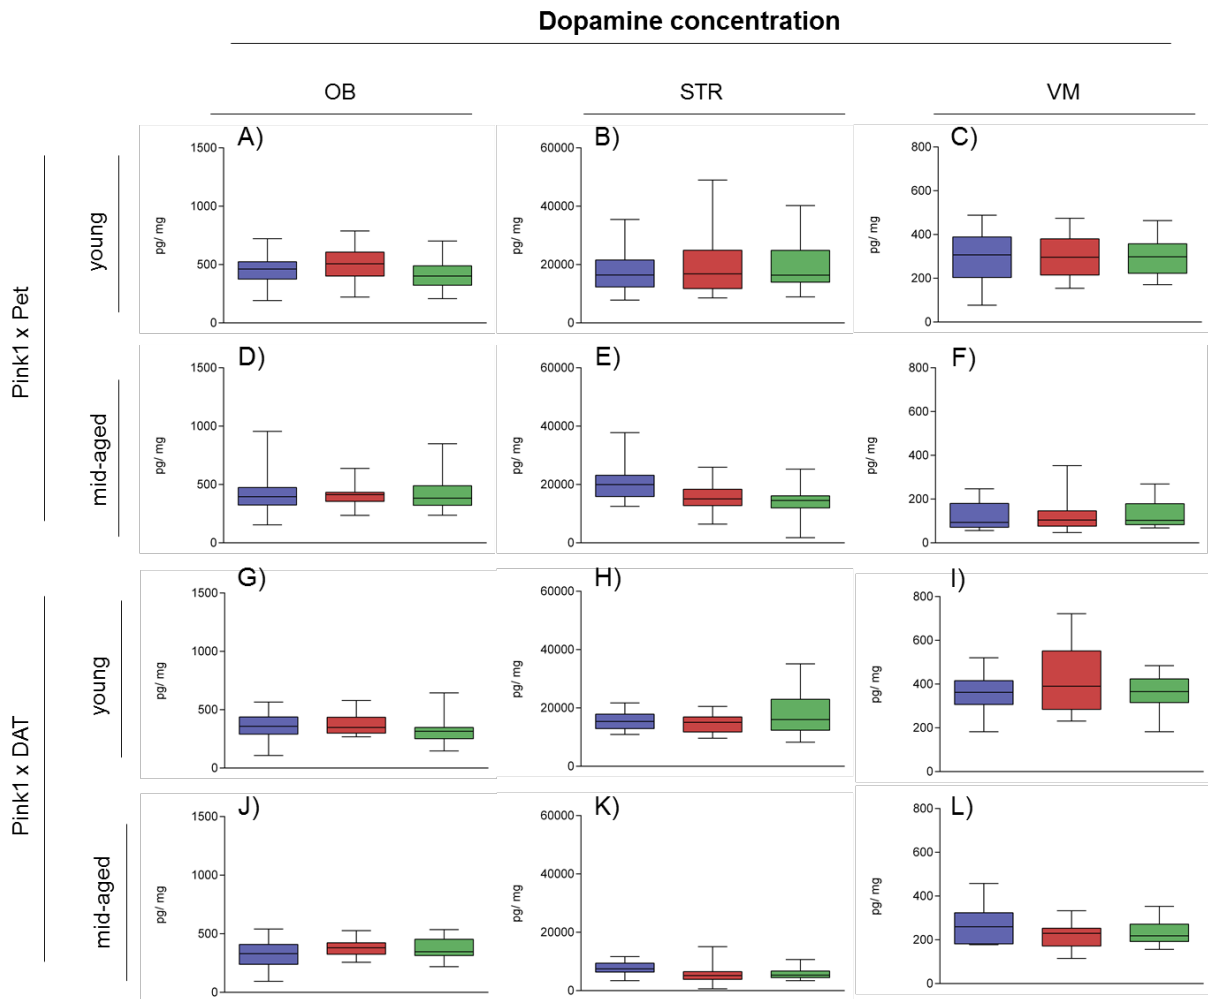 Dopamine concentration
OB STR VM
Pink1 x Pet
young
A)
1500
1000
500
0
pg/ mg
B)
60000
40000
20000
0
pg/ mg
C)
800
600
400
200
0
pg/ mg
mid-aged
D)
1500
1000
500
0
pg/ mg
E)
60000
40000
20000
0
pg/ mg
F)
800
600
400
200
0
pg/ mg
Pink1 x DAT
young
G)
1500
1000
500
0
pg/ mg
H)
60000
40000
20000
0
pg/ mg
I)
800
600
400
200
0
pg/ mg
mid-aged
J)
1500
1000
500
0
pg/ mg
K)
60000
40000
20000
0
pg/ mg
L)
800
600
400
200
0
pg/ mg